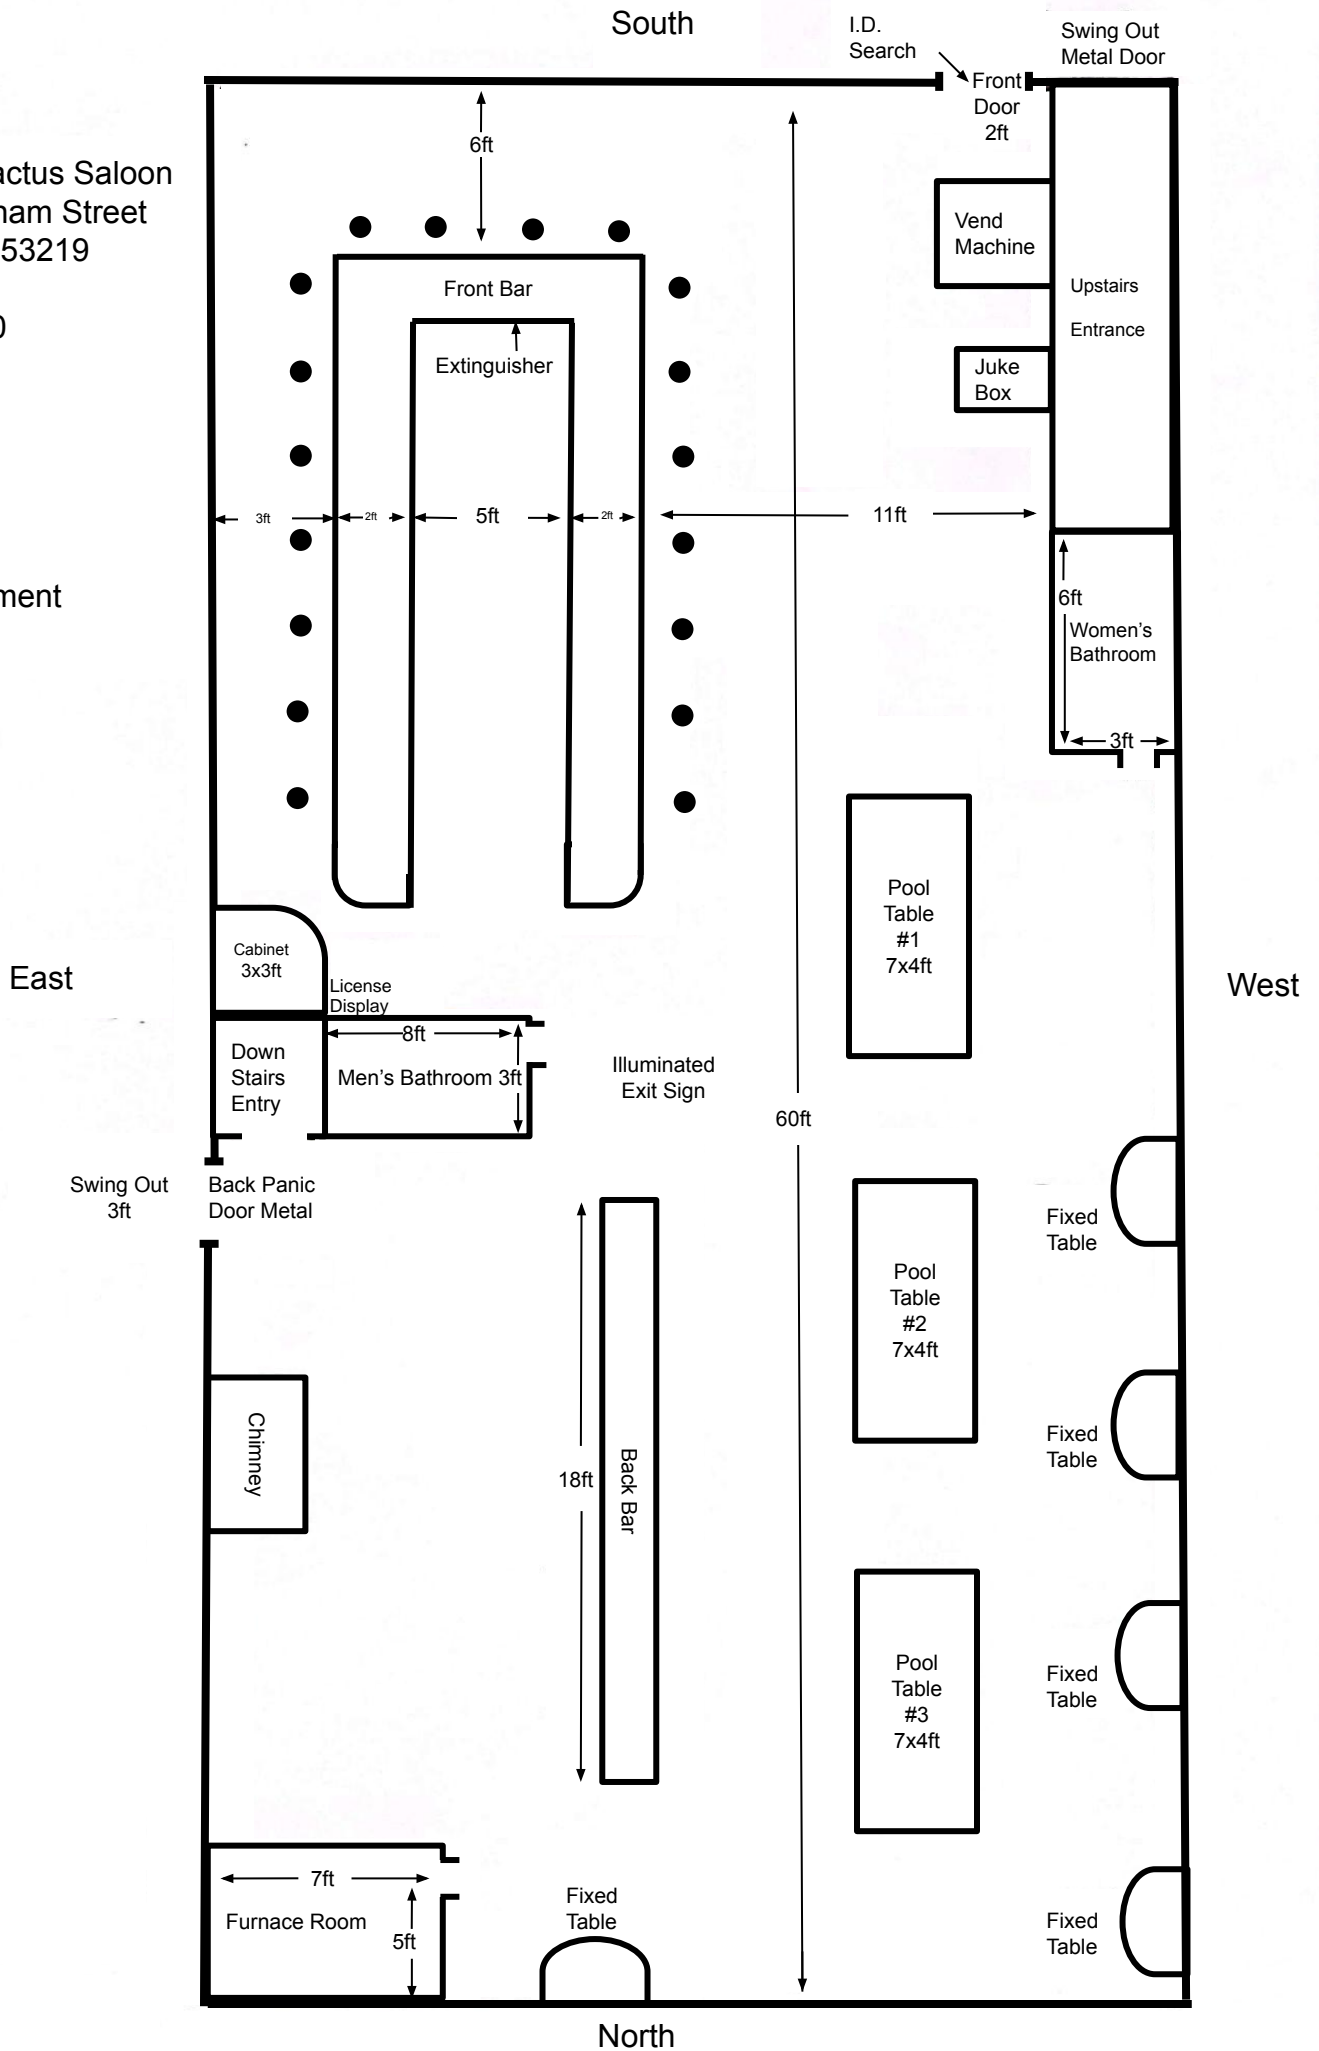 South
I.D.
Search
Swing Out
Metal Door
Front
Door
2ft
6ft
actus Saloon
ham Street
53219
0
Vend
Machine
Front Bar
Upstairs
Entrance
Extinguisher
Juke
Box
3ft
2ft
5ft
2ft
11ft
ment
6ft
Women's
Bathroom
3ft
Pool
Table
#1
7x4ft
Cabinet
3x3ft
East
West
License
Display
8ft
Down
Stairs
Entry
Men's Bathroom 3ft
Illuminated
Exit Sign
60ft
Swing Out
3ft
Back Panic
Door Metal
Fixed
Table
Pool
Table
#2
7x4ft
Chimney
18ft
Back Bar
Fixed
Table
Pool
Table
#3
7x4ft
Fixed
Table
7ft
Furnace Room
5ft
Fixed
Table
Fixed
Table
North